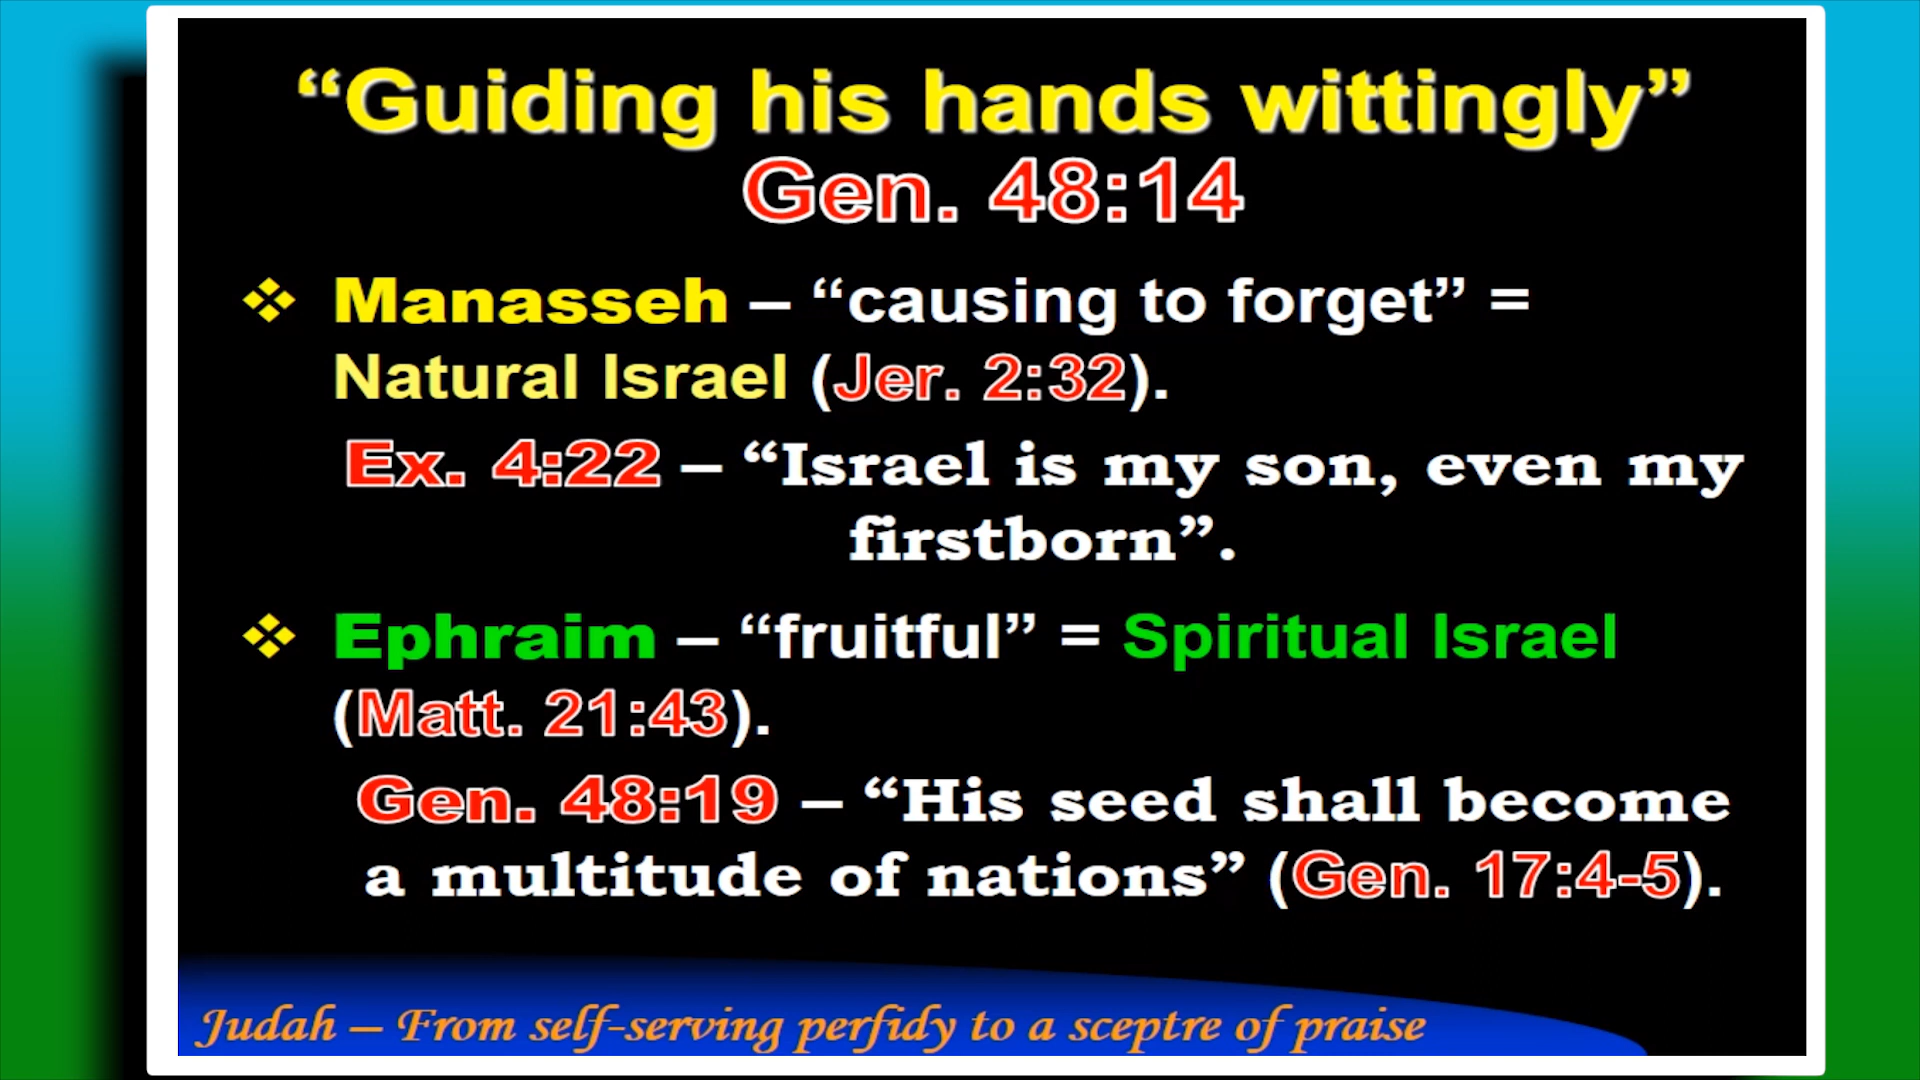 “Guiding his hands wittingly”
Gen. 48:14
❖ Manasseh – “causing to forget” =
Natural Israel (Jer. 2:32).
Ex. 4:22 – “Israel is my son, even my
firstborn”.
❖ Ephraim – “fruitful” = Spiritual Israel
(Matt. 21:43).
Gen. 48:19 – “His seed shall become
a multitude of nations” (Gen. 17:4-5).
Judah – From self-serving perfidy to a sceptre of praise